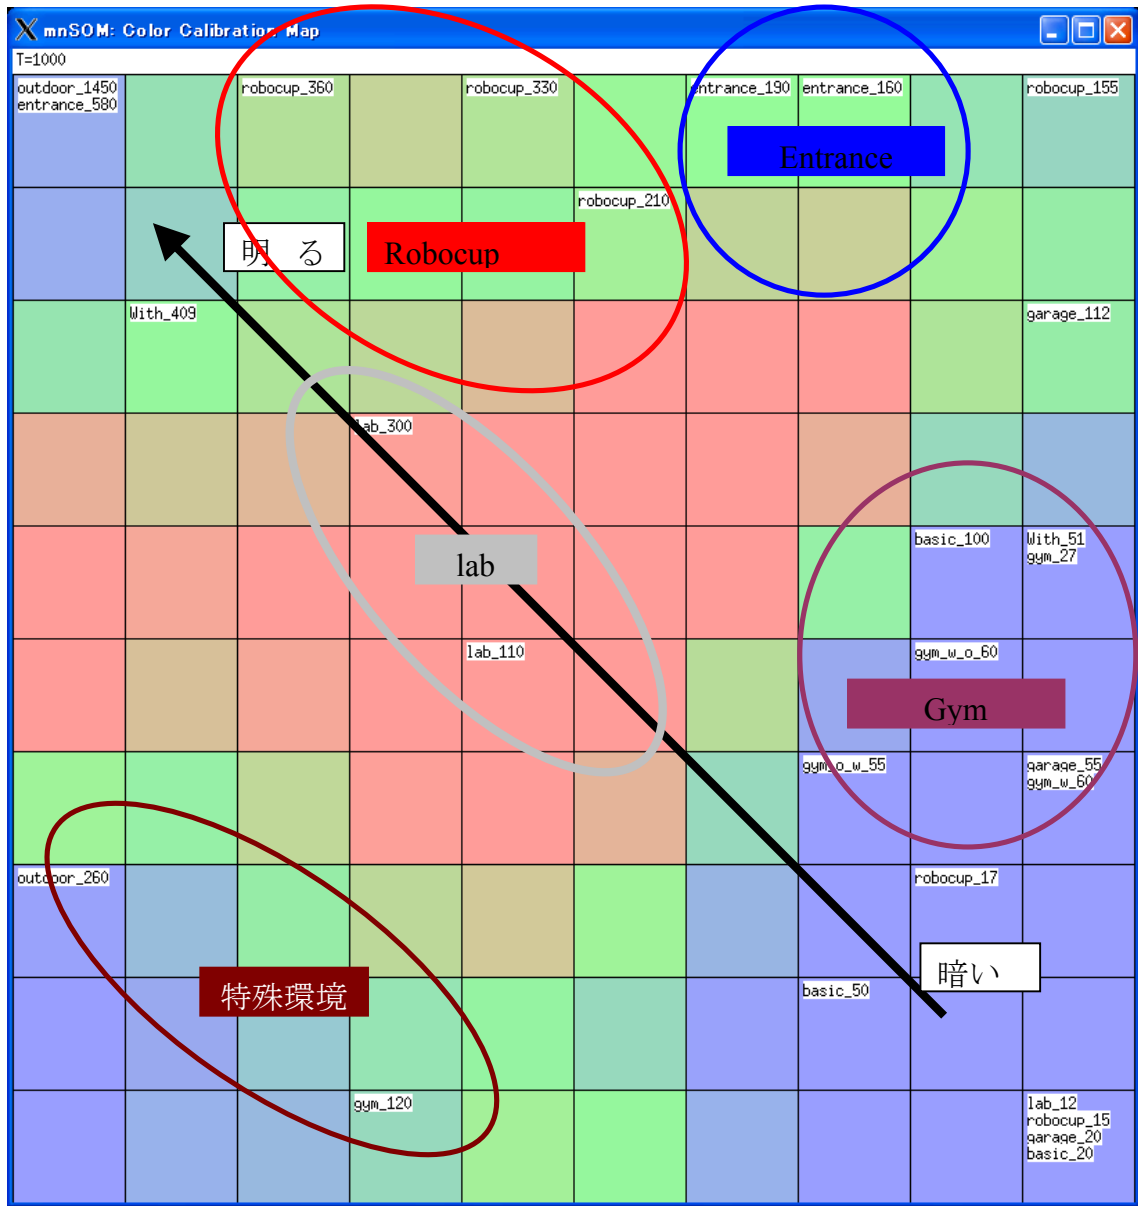 mnSOM: Color Calibration Map
T=1000
outdoor_1450
entrance_580
robocup_360
robocup_330
entrance_190
entrance_160
robocup_155
Entrance
robocup_210
明 る
Robocup
With_409
garage_112
lab_300
basic_100
With_51
gym_27
lab
lab_110
gym_w_o_60
Gym
gym_o_w_55
garage_55
gym_w_60
outdoor_260
robocup_17
暗い
特殊環境
basic_50
gym_120
lab_12
robocup_15
garage_20
basic_20